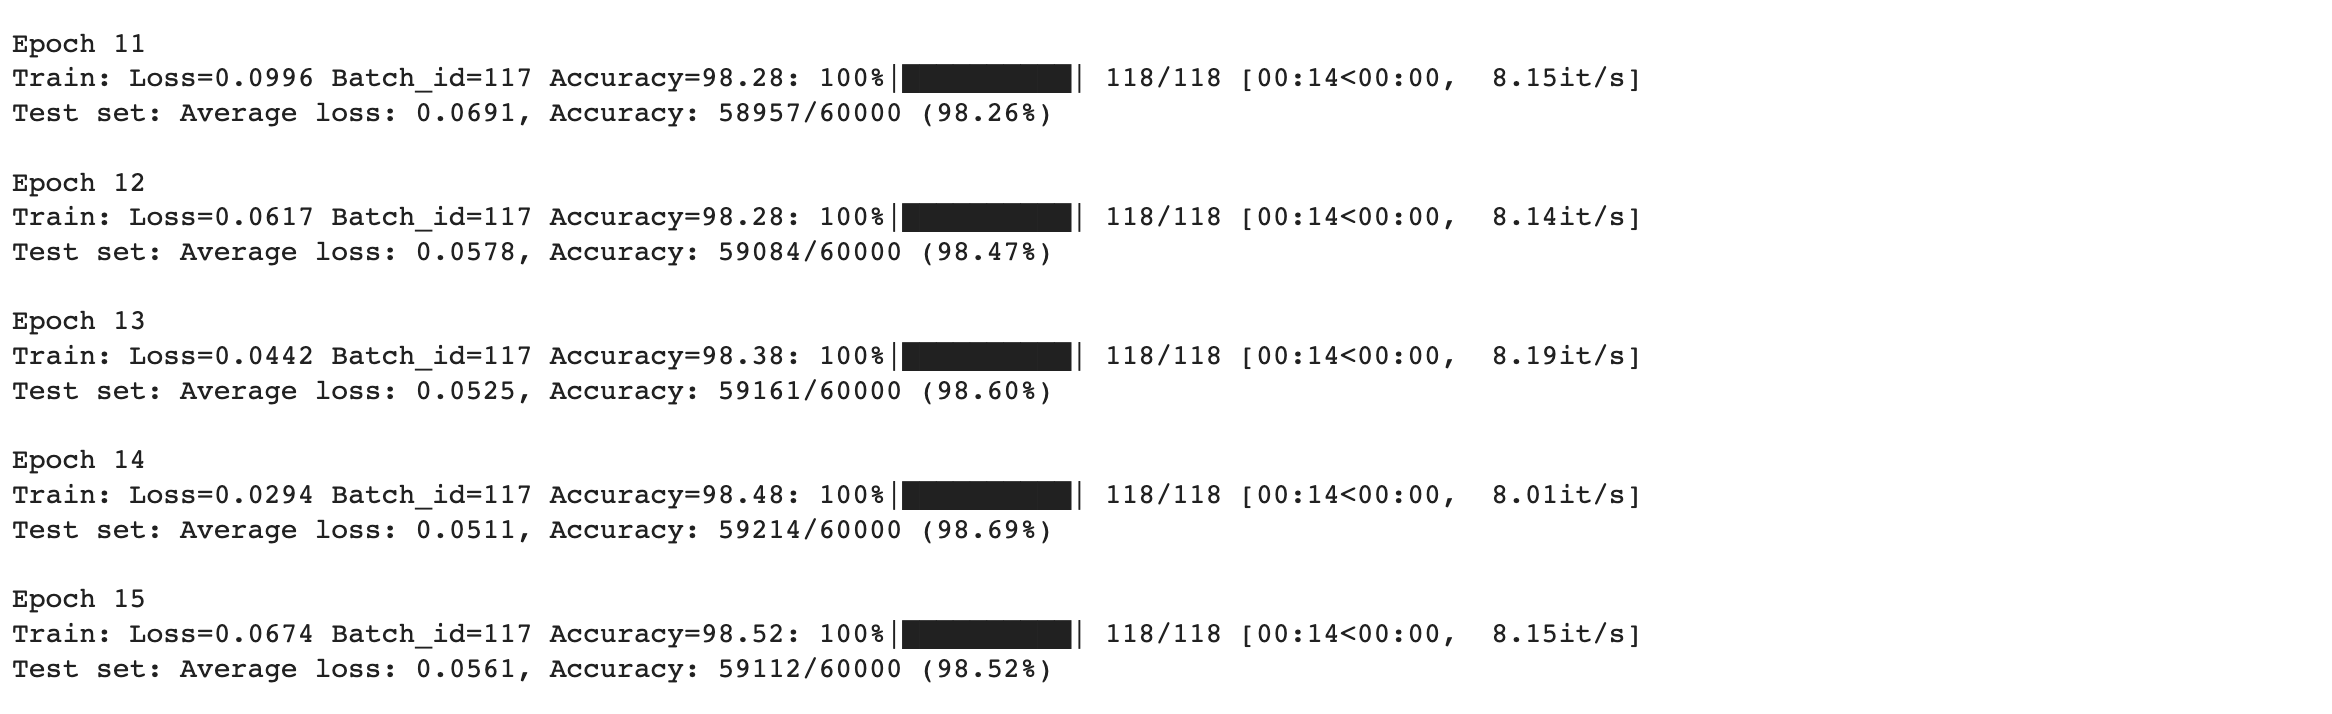 Epoch 11
Train: Loss=0.0996 Batch_id=117 Accuracy=98.28: 100%|██████████| 118/118 [00:14<00:00,  8.15it/s]
Test set: Average loss: 0.0691, Accuracy: 58957/60000 (98.26%)
Epoch 12
Train: Loss=0.0617 Batch_id=117 Accuracy=98.28: 100%|██████████| 118/118 [00:14<00:00,  8.14it/s]
Test set: Average loss: 0.0578, Accuracy: 59084/60000 (98.47%)
Epoch 13
Train: Loss=0.0442 Batch_id=117 Accuracy=98.38: 100%|██████████| 118/118 [00:14<00:00,  8.19it/s]
Test set: Average loss: 0.0525, Accuracy: 59161/60000 (98.60%)
Epoch 14
Train: Loss=0.0294 Batch_id=117 Accuracy=98.48: 100%|██████████| 118/118 [00:14<00:00,  8.01it/s]
Test set: Average loss: 0.0511, Accuracy: 59214/60000 (98.69%)
Epoch 15
Train: Loss=0.0674 Batch_id=117 Accuracy=98.52: 100%|██████████| 118/118 [00:14<00:00,  8.15it/s]
Test set: Average loss: 0.0561, Accuracy: 59112/60000 (98.52%)